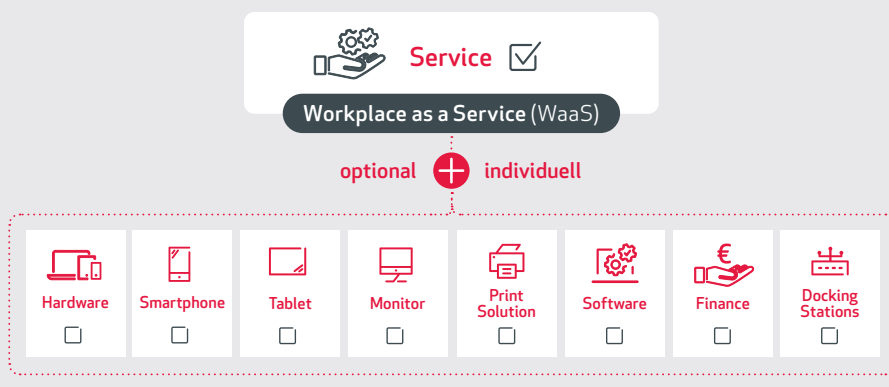 Service
Workplace as a Service (WaaS)
optional individuell
Hardware
Smartphone
Tablet
Monitor
Print
Solution
Software
€
Finance
Docking
Stations